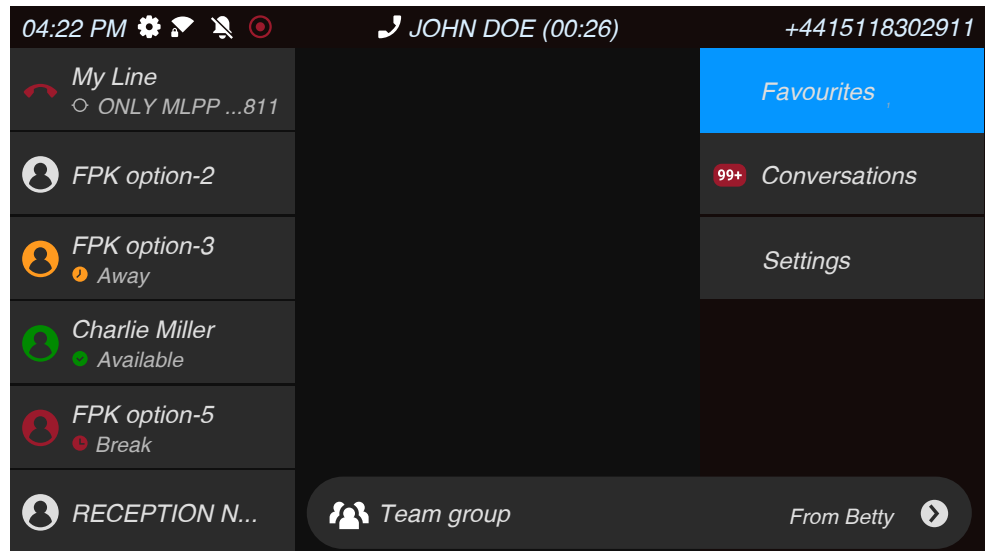 04:22 PM
JOHN DOE (00:26)
+4415118302911
My Line
ONLY MLPP ...811
FPK option-2
FPK option-3
Away
Charlie Miller
Available
FPK option-5
Break
RECEPTION N...
Favourites
99+ Conversations
Settings
Team group
From Betty